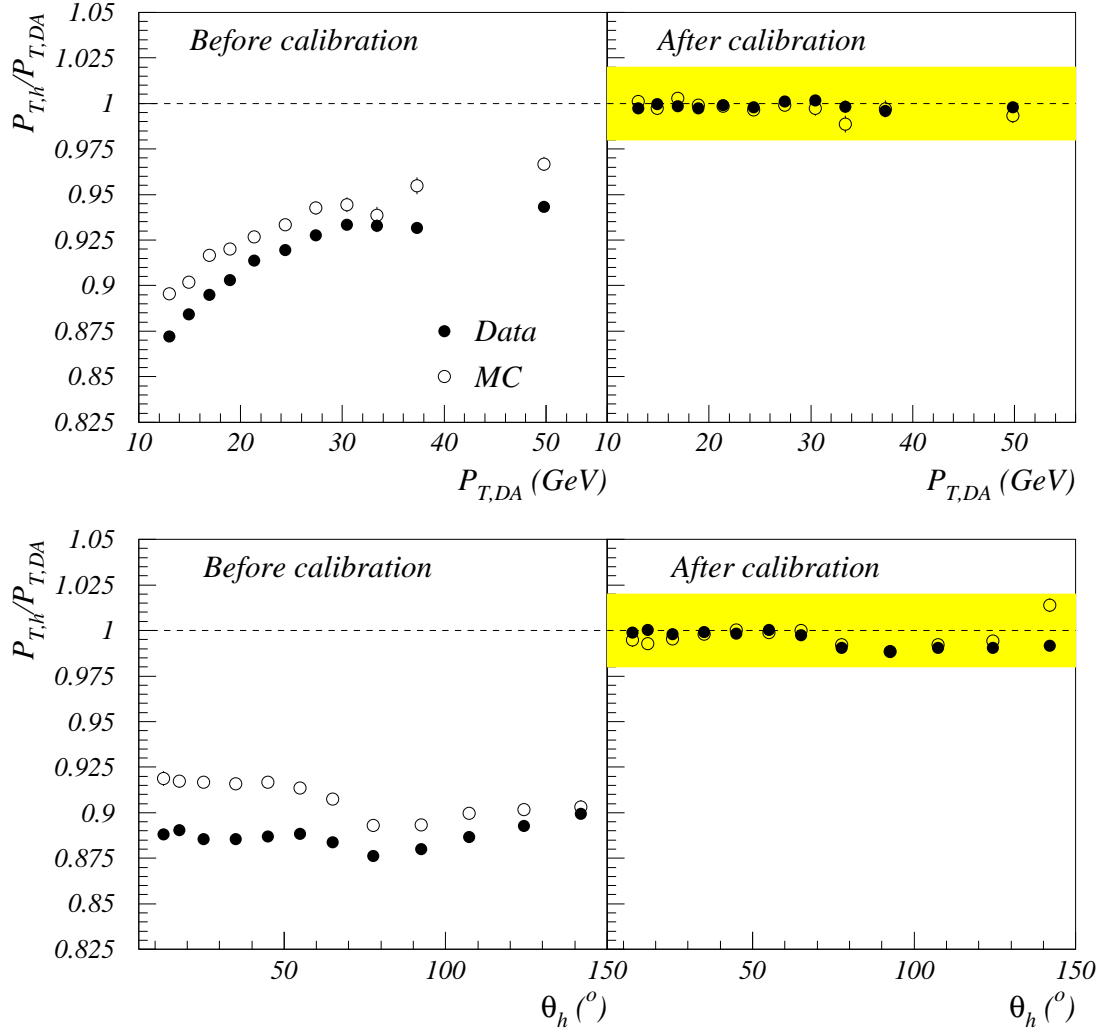 P_{T,h}/P_{T,DA}
1.05
1.025
1
0.975
0.95
0.925
0.9
0.875
0.85
0.825
Before calibration
After calibration
Data
MC
10 20 30 40 50 10 20 30 40 50
P_{T,DA} (GeV)
P_{T,DA} (GeV)
P_{T,h}/P_{T,DA}
1.05
1.025
1
0.975
0.95
0.925
0.9
0.875
0.85
0.825
Before calibration
After calibration
50 100 150 50 100 150
θ_h (°)
θ_h (°)